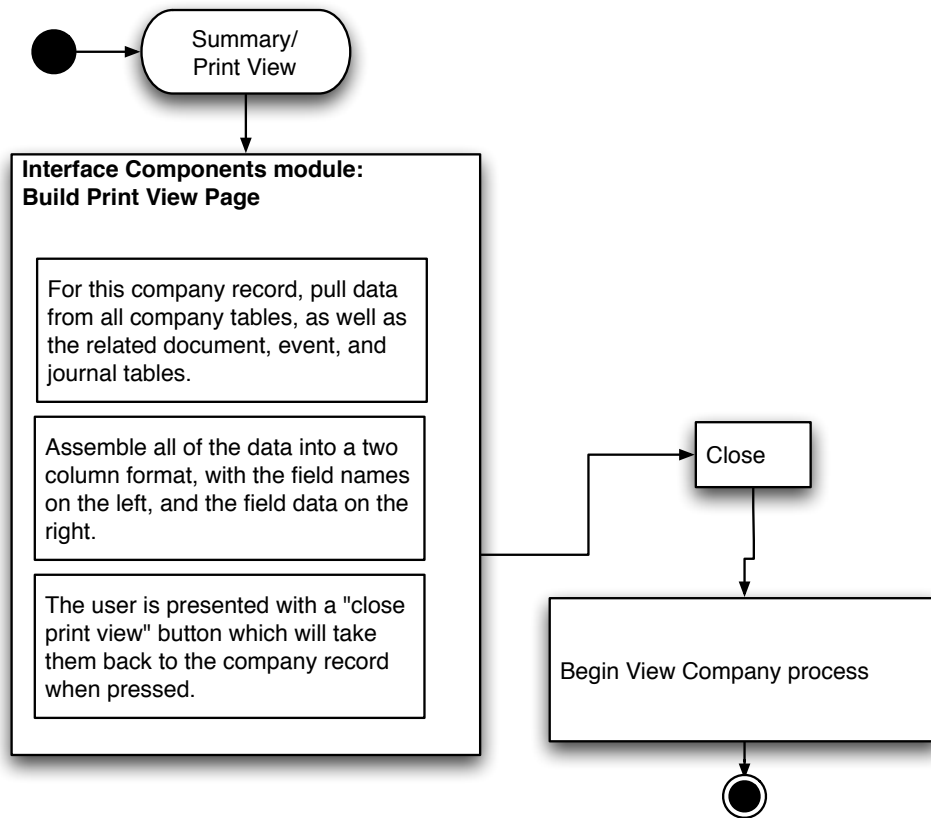 Summary/
Print View
Interface Components module:
Build Print View Page
For this company record, pull data
from all company tables, as well as
the related document, event, and
journal tables.
Assemble all of the data into a two
column format, with the field names
on the left, and the field data on the
right.
The user is presented with a "close
print view" button which will take
them back to the company record
when pressed.
Close
Begin View Company process